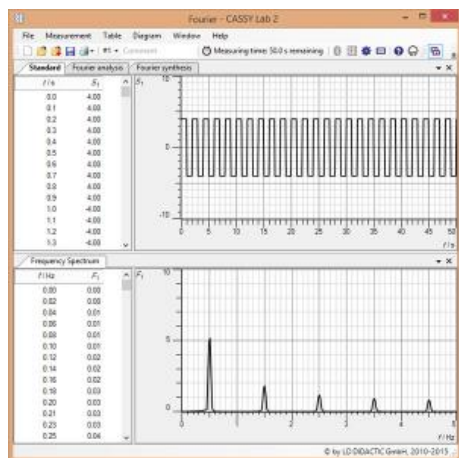 Fourier - CASSY Lab 2
File Measurement Table Diagram Window Help
#1 - Comment Measuring time: 50.0 s remaining
Standard Fourier analysis Fourier synthesis
t / s S₁
0.0 4.00
0.1 4.00
0.2 4.00
0.3 4.00
0.4 4.00
0.5 4.00
0.6 4.00
0.7 4.00
0.8 4.00
0.9 4.00
1.0 -4.00
1.1 -4.00
1.2 -4.00
1.3 -4.00
S₁
10
0
-10
0 5 10 15 20 25 30 35 40 45 50
t / s
Frequency Spectrum
f / Hz F₁
0.00 0.00
0.02 0.00
0.04 0.01
0.06 0.01
0.08 0.01
0.10 0.01
0.12 0.02
0.14 0.02
0.16 0.02
0.18 0.03
0.20 0.03
0.21 0.03
0.23 0.03
0.25 0.04
F₁
10
5
0
0 1 2 3 4 5
f / Hz
© by LD DIDACTIC GmbH, 2010-2015